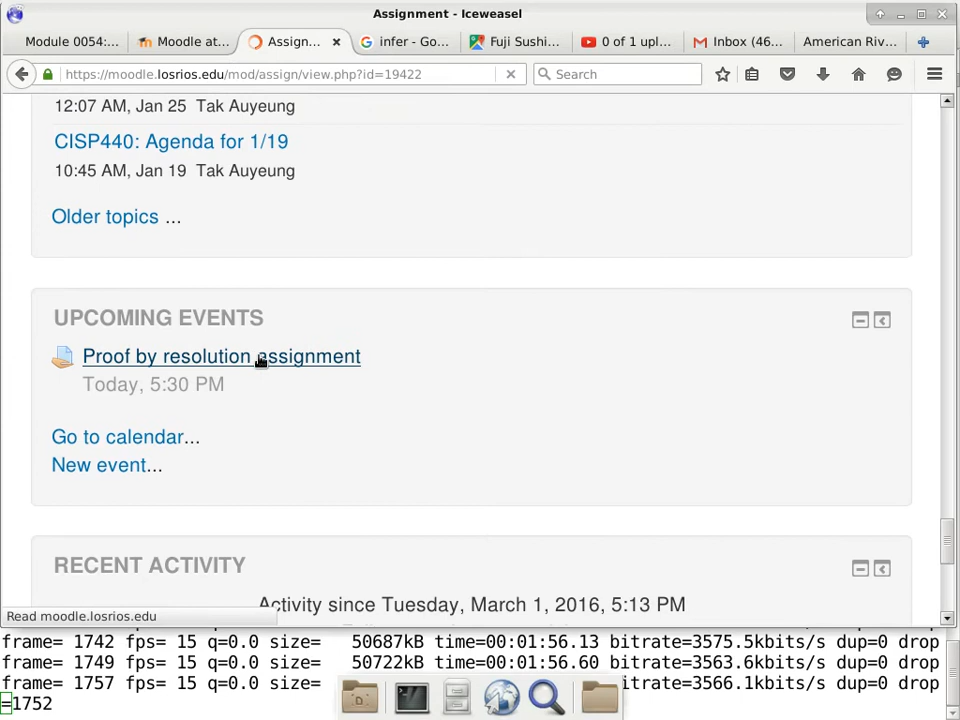 Assignment - Iceweasel
Module 0054:...
Moodle at...
Assign...
infer - Go...
Fuji Sushi...
0 of 1 upl...
Inbox (46...
American Riv...
https://moodle.losrios.edu/mod/assign/view.php?id=19422
Search
12:07 AM, Jan 25 Tak Auyeung
CISP440: Agenda for 1/19
10:45 AM, Jan 19 Tak Auyeung
Older topics ...
UPCOMING EVENTS
Proof by resolution assignment
Today, 5:30 PM
Go to calendar...
New event...
RECENT ACTIVITY
Activity since Tuesday, March 1, 2016, 5:13 PM
Read moodle.losrios.edu
frame= 1742 fps= 15 q=0.0 size= 50687kB time=00:01:56.13 bitrate=3575.5kbits/s dup=0 drop
frame= 1749 fps= 15 q=0.0 size= 50722kB time=00:01:56.60 bitrate=3563.6kbits/s dup=0 drop
frame= 1757 fps= 15 q=0.0 size= itrate=3566.1kbits/s dup=0 drop
=1752